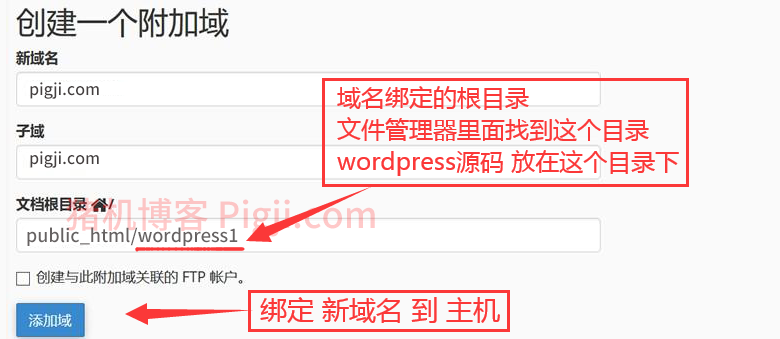 创建一个附加域
新域名
pigji.com
域名绑定的根目录
文件管理器里面找到这个目录
wordpress源码 放在这个目录下
子域
pigji.com
文档根目录 /
猪机博客 Pigji.com
public_html/wordpress1
创建与此附加域关联的 FTP 帐户。
添加域
绑定 新域名 到 主机